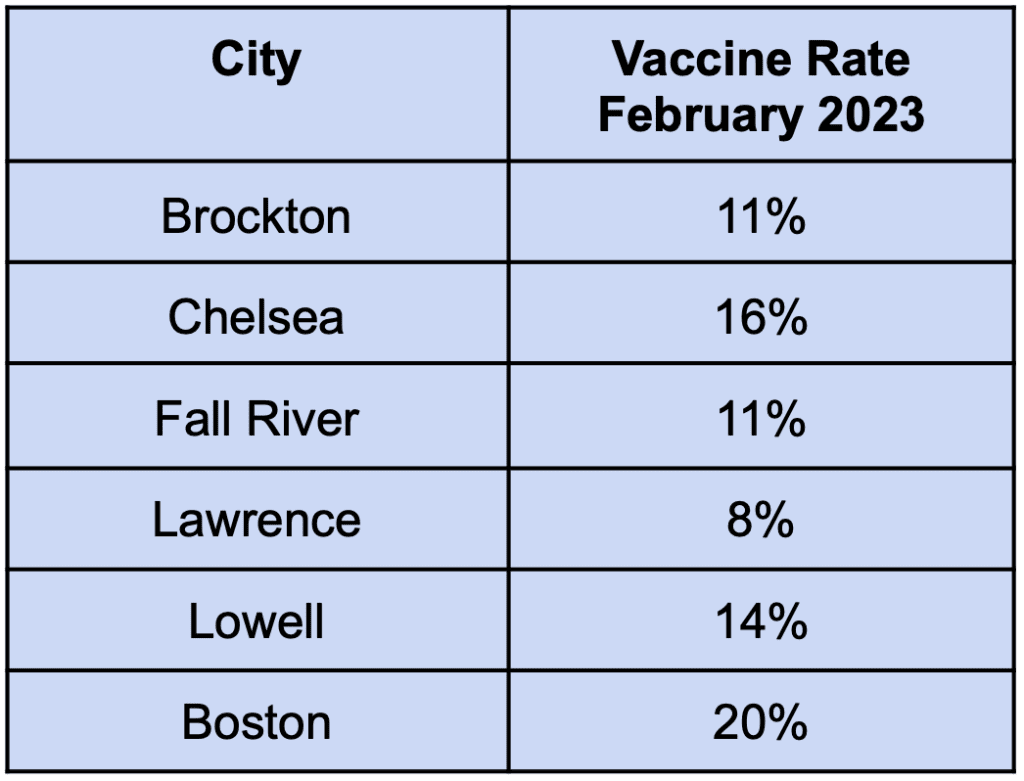 City Vaccine Rate
February 2023
Brockton 11%
Chelsea 16%
Fall River 11%
Lawrence 8%
Lowell 14%
Boston 20%